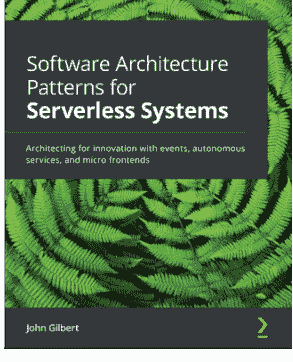 Software Architecture
Patterns for
Serverless Systems
Architecting for innovation with events, autonomous
services, and micro frontends
John Gilbert